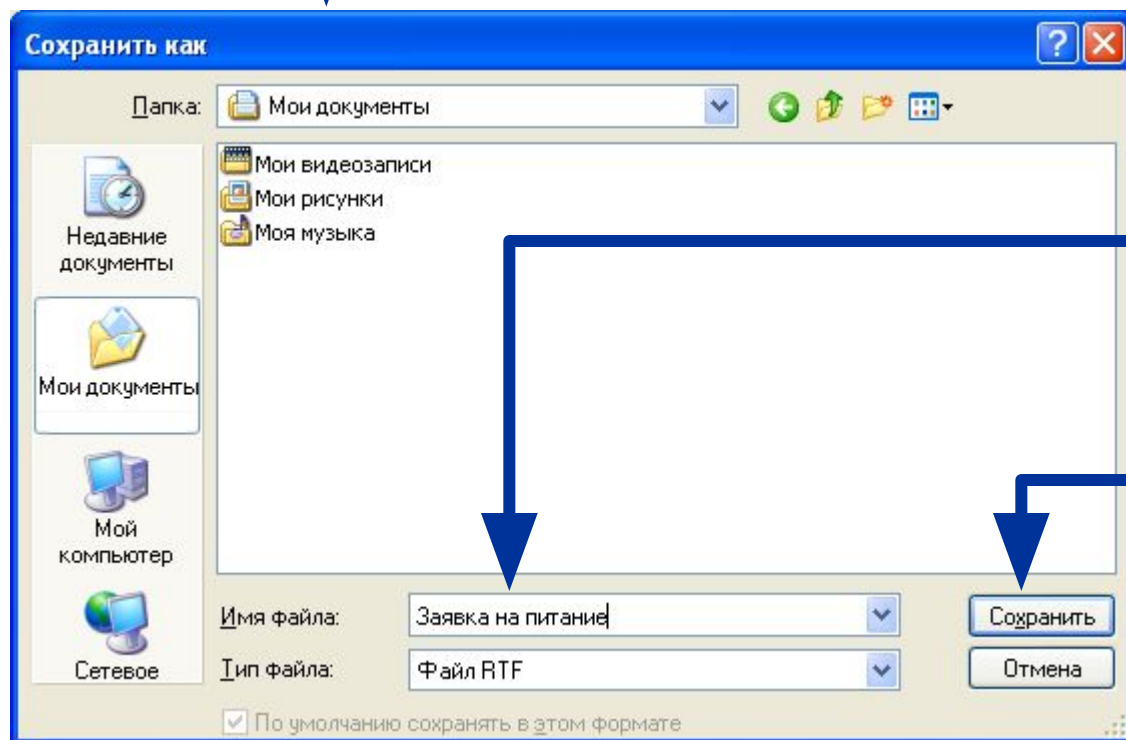 Сохранить как
Папка:
Мои документы
Мои видеозаписи
Мои рисунки
Моя музыка
Недавние
документы
Мои документы
Мой
компьютер
Сетевое
Имя файла:
Заявка на питание
Сохранить
Тип файла:
Файл RTF
Отмена
По умолчанию сохранять в этом формате